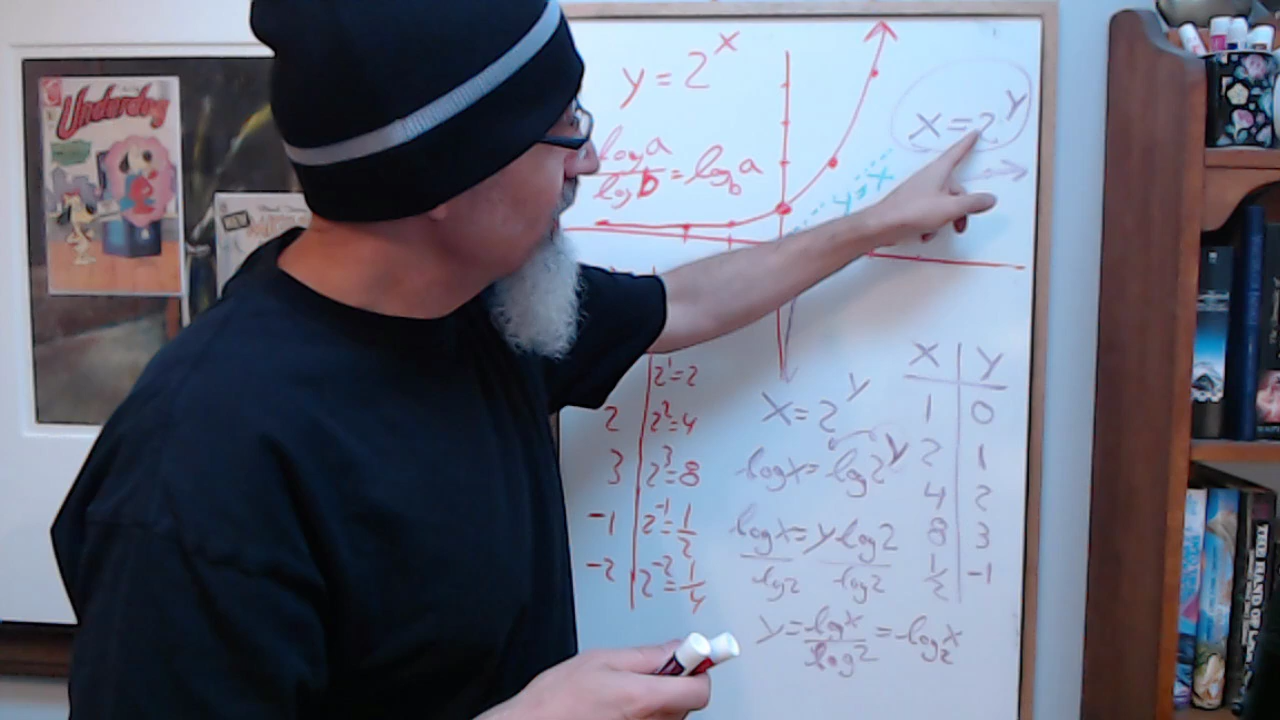 Underdog
NEW
y = 2^x
log a / log b = log_b a
y = x
x = 2^y
2^1 = 2
2 2^2 = 4
3 2^3 = 8
-1 2^-1 = 1/2
-2 2^-2 = 1/4
x = 2^y
log x = log 2^y
log x / log 2 = y log 2 / log 2
y = log x / log 2 = log_2 x
x y
1 0
2 1
4 2
8 3
1/2 -1